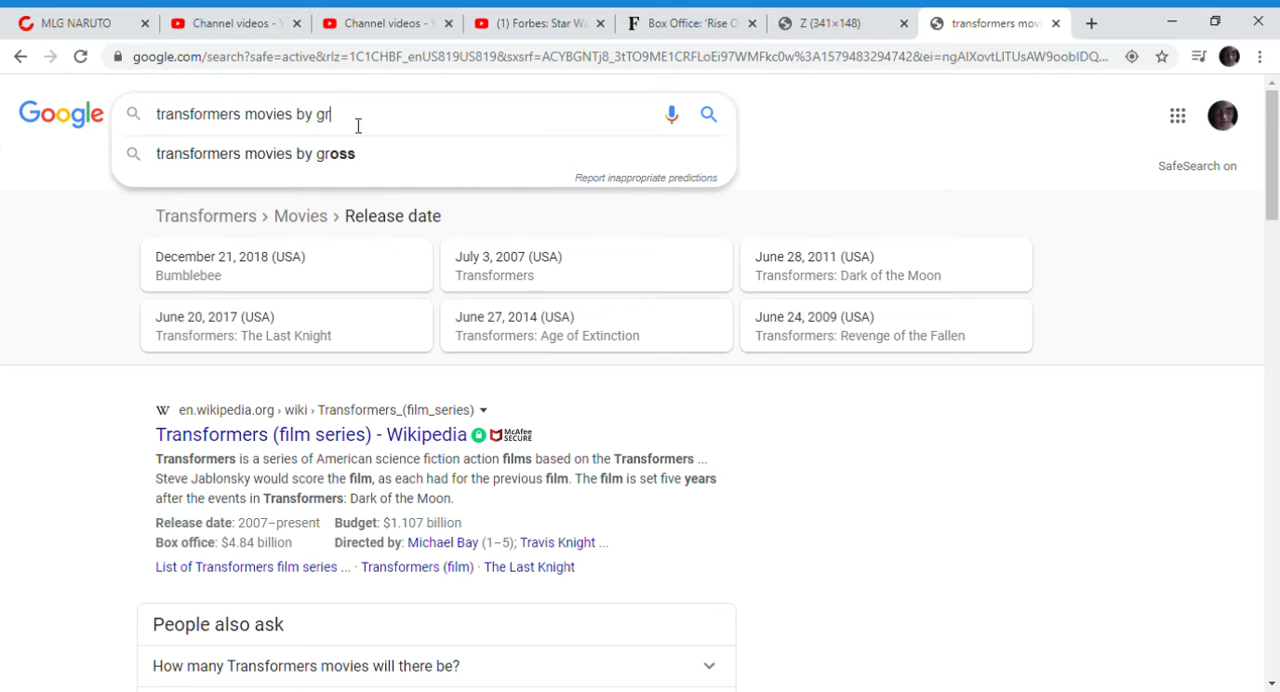 MLG NARUTO
Channel videos - Y
Channel videos - Y
(1) Forbes: Star Wa
Box Office: 'Rise O
Z (341×148)
transformers movi
google.com/search?safe=active&rlz=1C1CHBF_enUS819US819&sxsrf=ACYBGNTj8_3tTO9ME1CRFLoEi97WMFkc0w%3A1579483294742&ei=ngAlXovtLITUsAW9oobIDQ...
Google
transformers movies by gr
transformers movies by gross
Report inappropriate predictions
SafeSearch on
Transformers › Movies › Release date
December 21, 2018 (USA)
Bumblebee
July 3, 2007 (USA)
Transformers
June 28, 2011 (USA)
Transformers: Dark of the Moon
June 20, 2017 (USA)
Transformers: The Last Knight
June 27, 2014 (USA)
Transformers: Age of Extinction
June 24, 2009 (USA)
Transformers: Revenge of the Fallen
W en.wikipedia.org › wiki › Transformers_(film_series)
Transformers (film series) - Wikipedia McAfee SECURE
Transformers is a series of American science fiction action films based on the Transformers ...
Steve Jablonsky would score the film, as each had for the previous film. The film is set five years
after the events in Transformers: Dark of the Moon.
Release date: 2007–present Budget: $1.107 billion
Box office: $4.84 billion Directed by: Michael Bay (1–5); Travis Knight ...
List of Transformers film series ... · Transformers (film) · The Last Knight
People also ask
How many Transformers movies will there be?